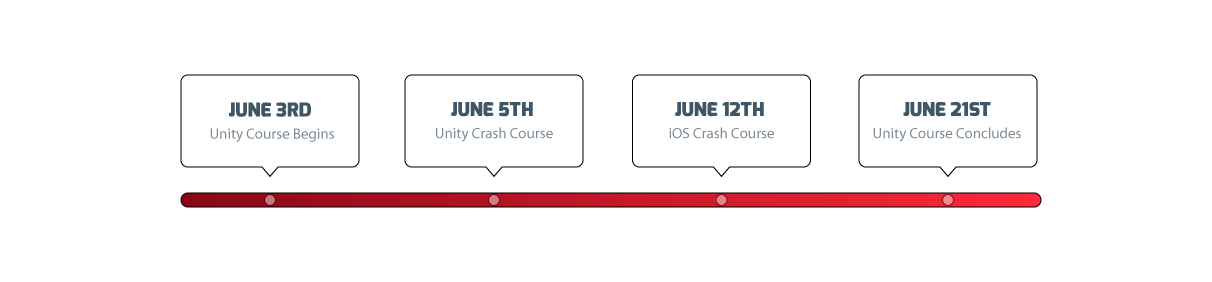 JUNE 3RD
Unity Course Begins
JUNE 5TH
Unity Crash Course
JUNE 12TH
iOS Crash Course
JUNE 21ST
Unity Course Concludes